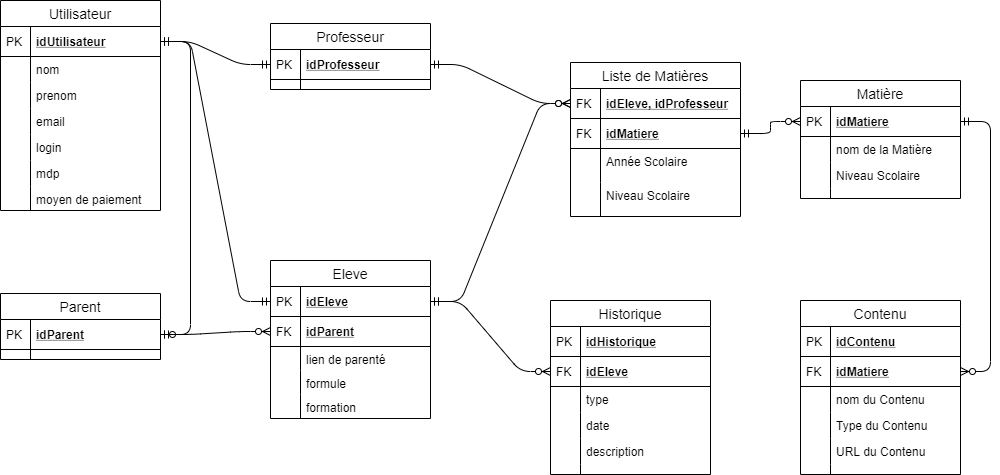 Utilisateur
PK idUtilisateur
nom
prenom
email
login
mdp
moyen de paiement
Professeur
PK idProfesseur
Liste de Matières
FK idEleve, idProfesseur
FK idMatiere
Année Scolaire
Niveau Scolaire
Matière
PK idMatiere
nom de la Matière
Niveau Scolaire
Parent
PK idParent
Eleve
PK idEleve
FK idParent
lien de parenté
formule
formation
Historique
PK idHistorique
FK idEleve
type
date
description
Contenu
PK idContenu
FK idMatiere
nom du Contenu
Type du Contenu
URL du Contenu